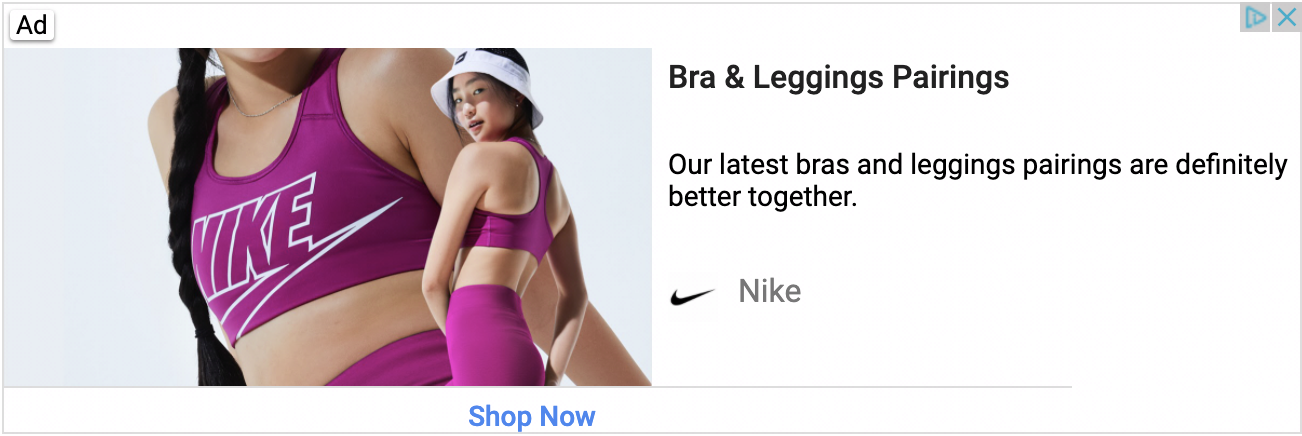 Ad
Bra & Leggings Pairings
Our latest bras and leggings pairings are definitely
better together.
NIKE
Nike
Shop Now